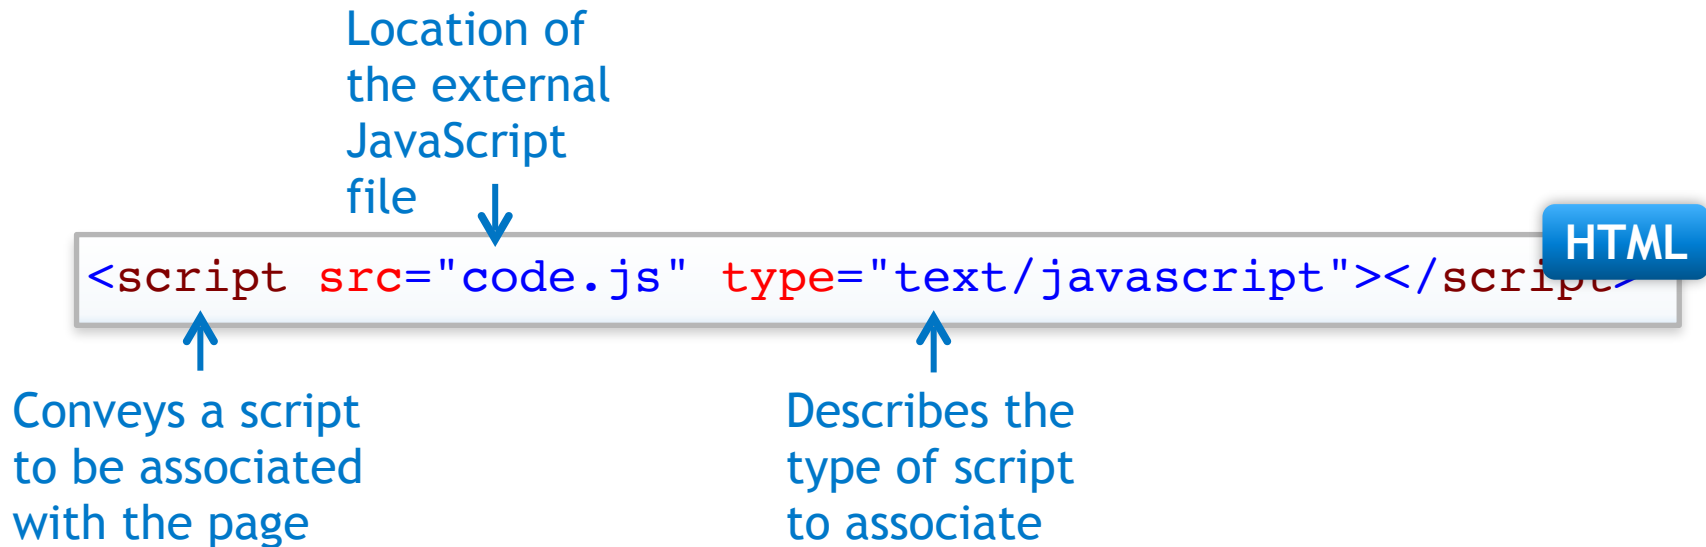 Location of
the external
JavaScript
file
HTML
<script src="code.js" type="text/javascript"></script>
Conveys a script
to be associated
with the page
Describes the
type of script
to associate